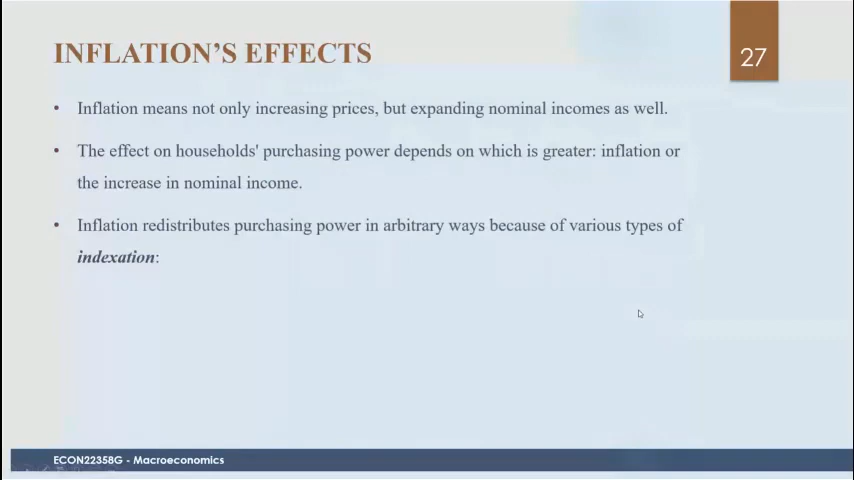 INFLATION'S EFFECTS
27
• Inflation means not only increasing prices, but expanding nominal incomes as well.
• The effect on households' purchasing power depends on which is greater: inflation or
the increase in nominal income.
• Inflation redistributes purchasing power in arbitrary ways because of various types of
indexation:
ECON22358G - Macroeconomics